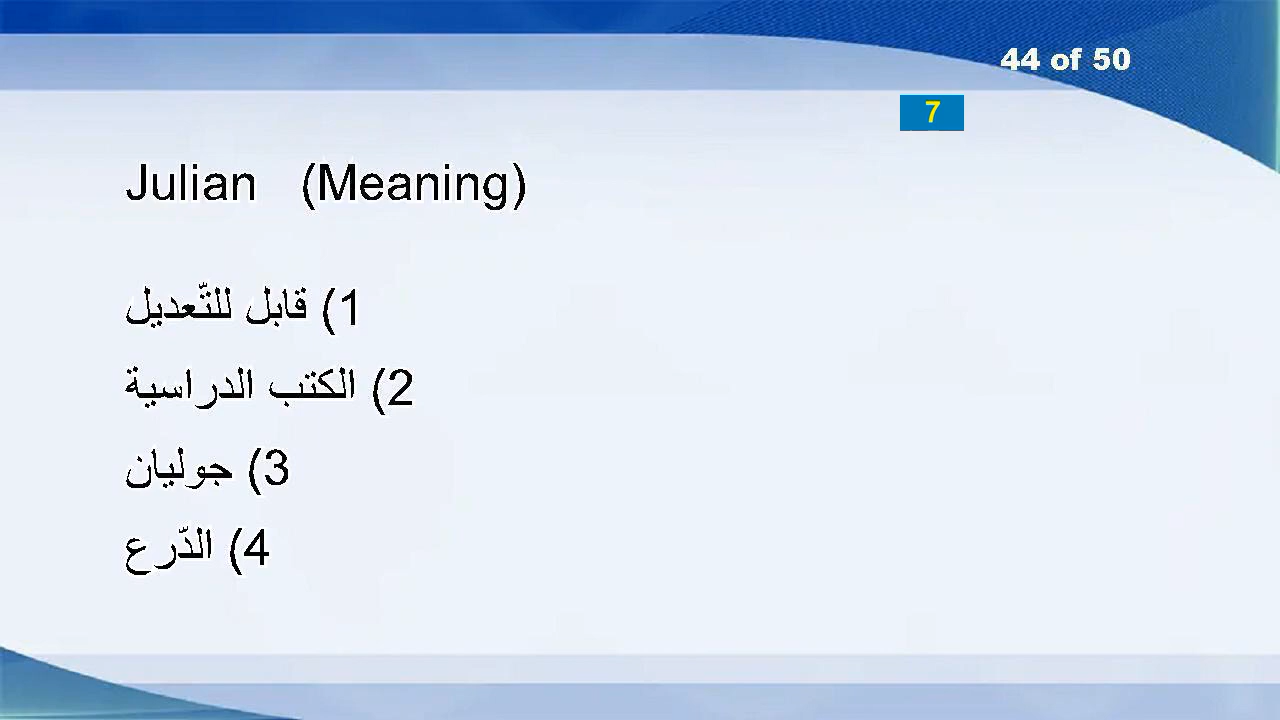 44 of 50
7
Julian (Meaning)
1) قابل للتّعديل
2) الكتب الدراسية
3) جوليان
4) الدّرع